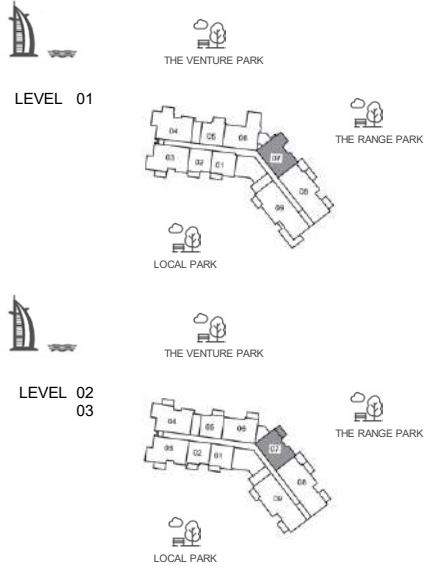 THE VENTURE PARK
LEVEL 01
THE RANGE PARK
04 05 06
03 02 01 07
08
09
LOCAL PARK
THE VENTURE PARK
LEVEL 02
03
THE RANGE PARK
04 05 06
03 02 01 07
08
09
LOCAL PARK